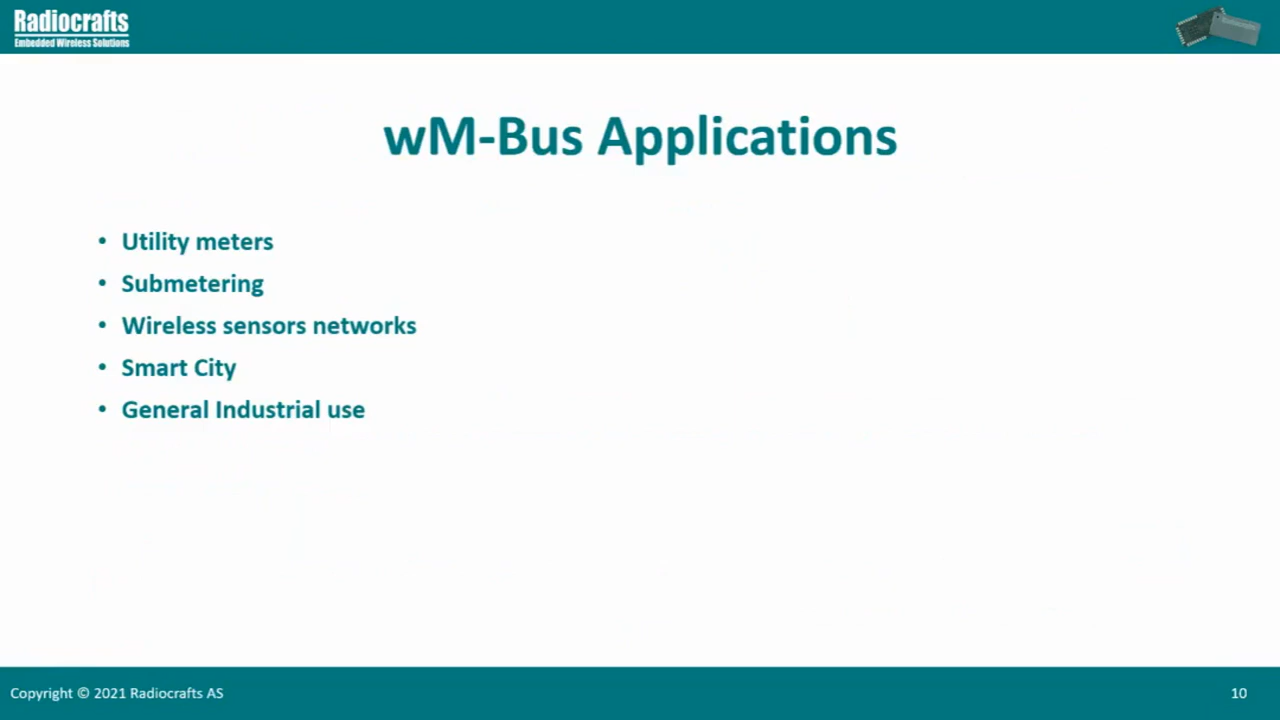 Radiocrafts
Embedded Wireless Solutions
wM-Bus Applications
• Utility meters
• Submetering
• Wireless sensors networks
• Smart City
• General Industrial use
Copyright © 2021 Radiocrafts AS
10